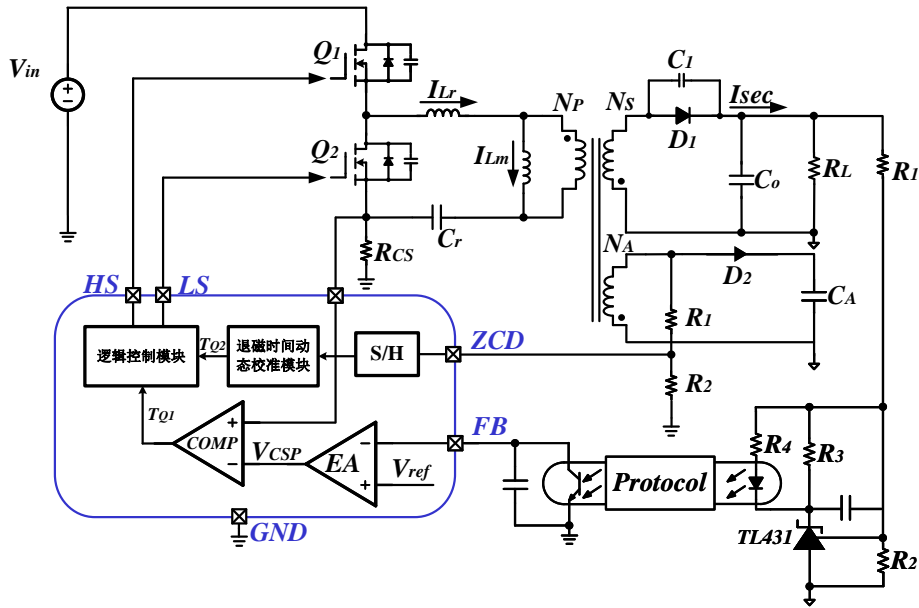 Vin
Q1
Q2
ILr
ILm
NP
NS
C1
D1
Isec
Co
RL
R1
Cr
RCS
NA
D2
CA
R1
R2
HS
LS
ZCD
逻辑控制模块
TQ2
退磁时间动
态校准模块
S/H
TQ1
COMP
+
−
VCSP
EA
−
+
Vref
FB
GND
Protocol
R4
R3
TL431
R2